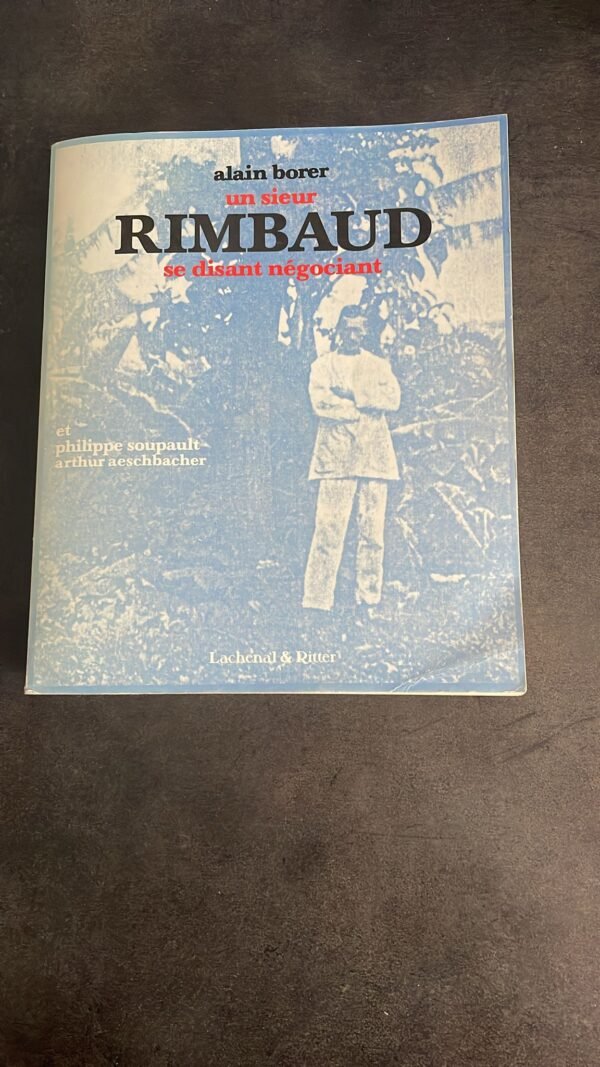 alain borer
un sieur
RIMBAUD
se disant négociant
et
philippe soupault
arthur aeschbacher
Lachenal & Ritter